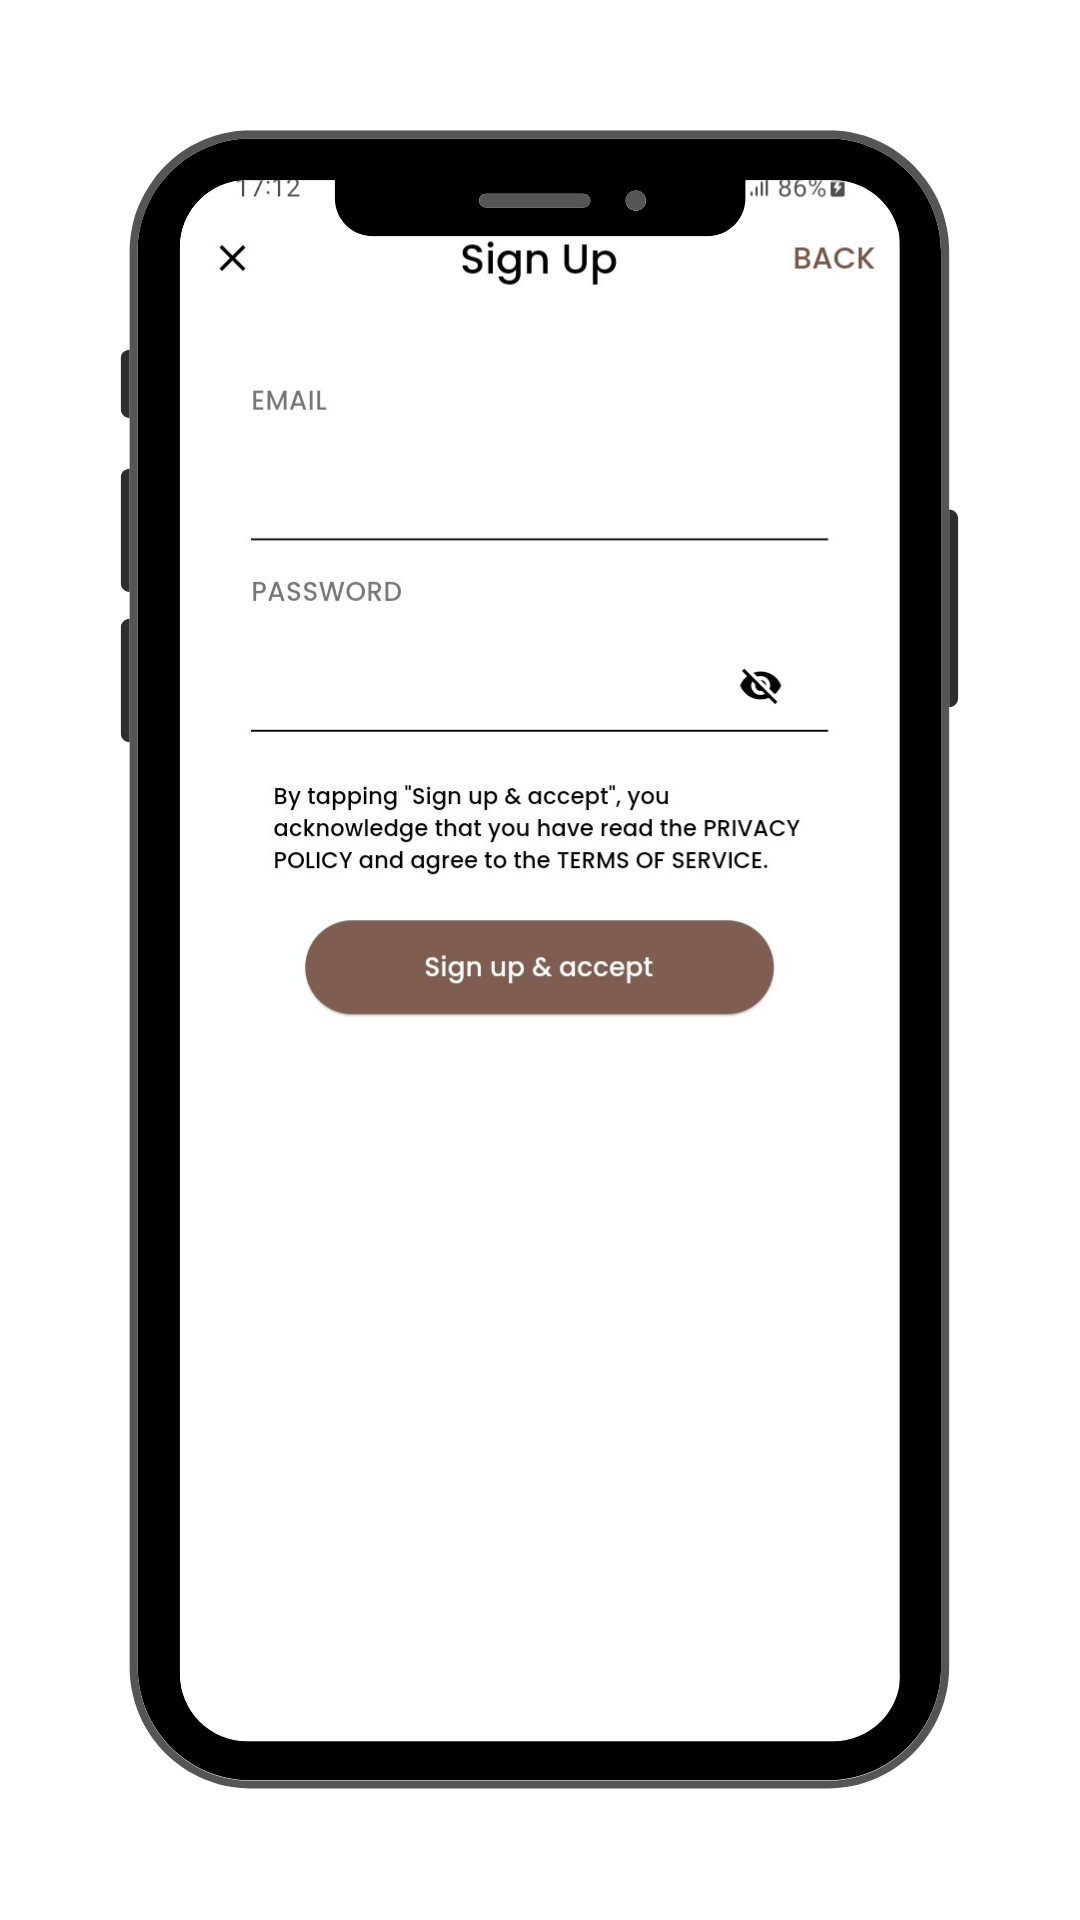 17:12 86%
Sign Up BACK
EMAIL
PASSWORD
By tapping "Sign up & accept", you
acknowledge that you have read the PRIVACY
POLICY and agree to the TERMS OF SERVICE.
Sign up & accept